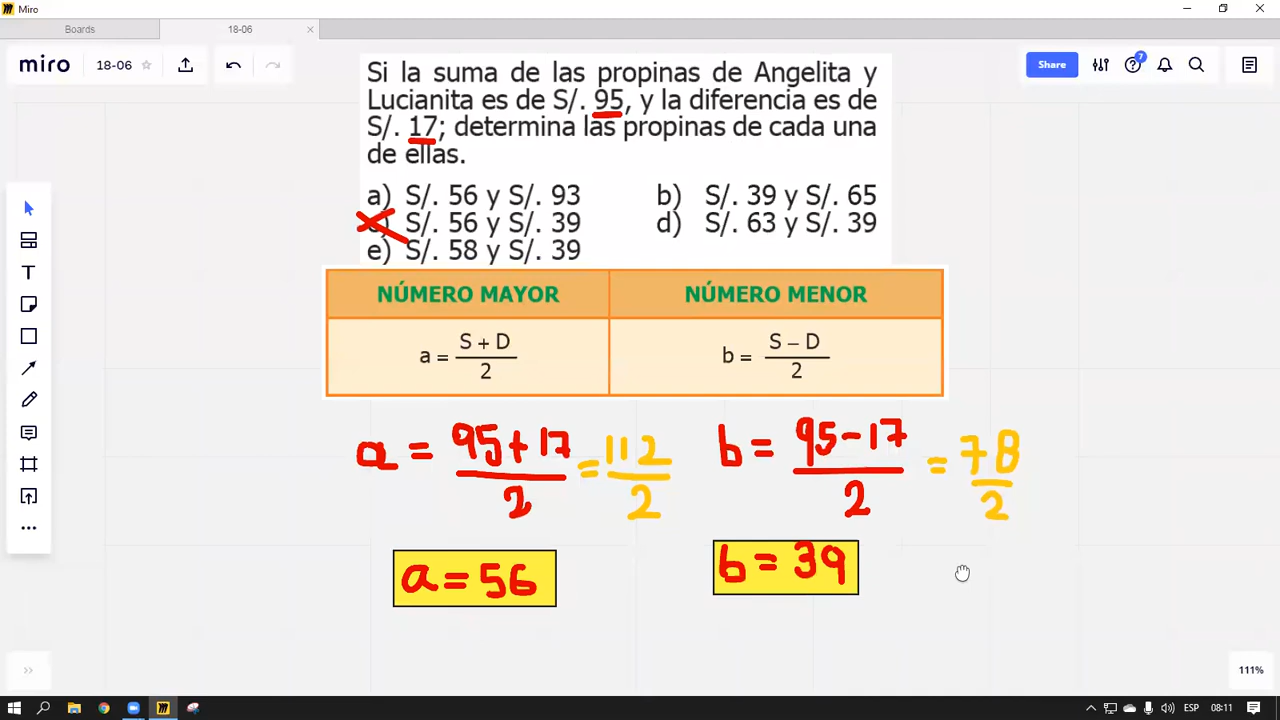 Miro
Boards
18-06
miro
18-06
Share
7
Si la suma de las propinas de Angelita y
Lucianita es de S/. 95, y la diferencia es de
S/. 17; determina las propinas de cada una
de ellas.
a) S/. 56 y S/. 93
b) S/. 39 y S/. 65
c) S/. 56 y S/. 39
d) S/. 63 y S/. 39
e) S/. 58 y S/. 39
NÚMERO MAYOR
NÚMERO MENOR
a = S + D / 2
b = S – D / 2
a = 95+17 / 2 = 112 / 2
b = 95-17 / 2 = 78 / 2
a = 56
b = 39
111%
ESP
08:11